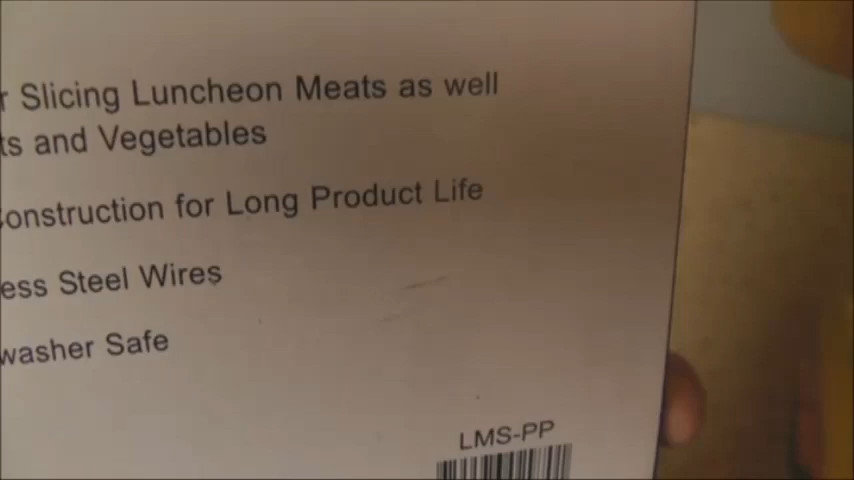 r Slicing Luncheon Meats as well
ts and Vegetables
onstruction for Long Product Life
ess Steel Wires
washer Safe
LMS-PP